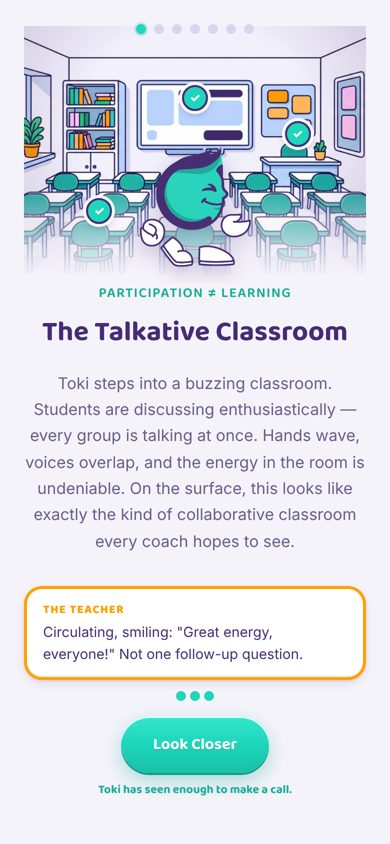 PARTICIPATION ≠ LEARNING
The Talkative Classroom
Toki steps into a buzzing classroom.
Students are discussing enthusiastically —
every group is talking at once. Hands wave,
voices overlap, and the energy in the room is
undeniable. On the surface, this looks like
exactly the kind of collaborative classroom
every coach hopes to see.
THE TEACHER
Circulating, smiling: "Great energy,
everyone!" Not one follow-up question.
Look Closer
Toki has seen enough to make a call.